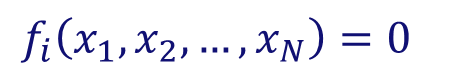 fᵢ(x₁, x₂, …, x_N) = 0